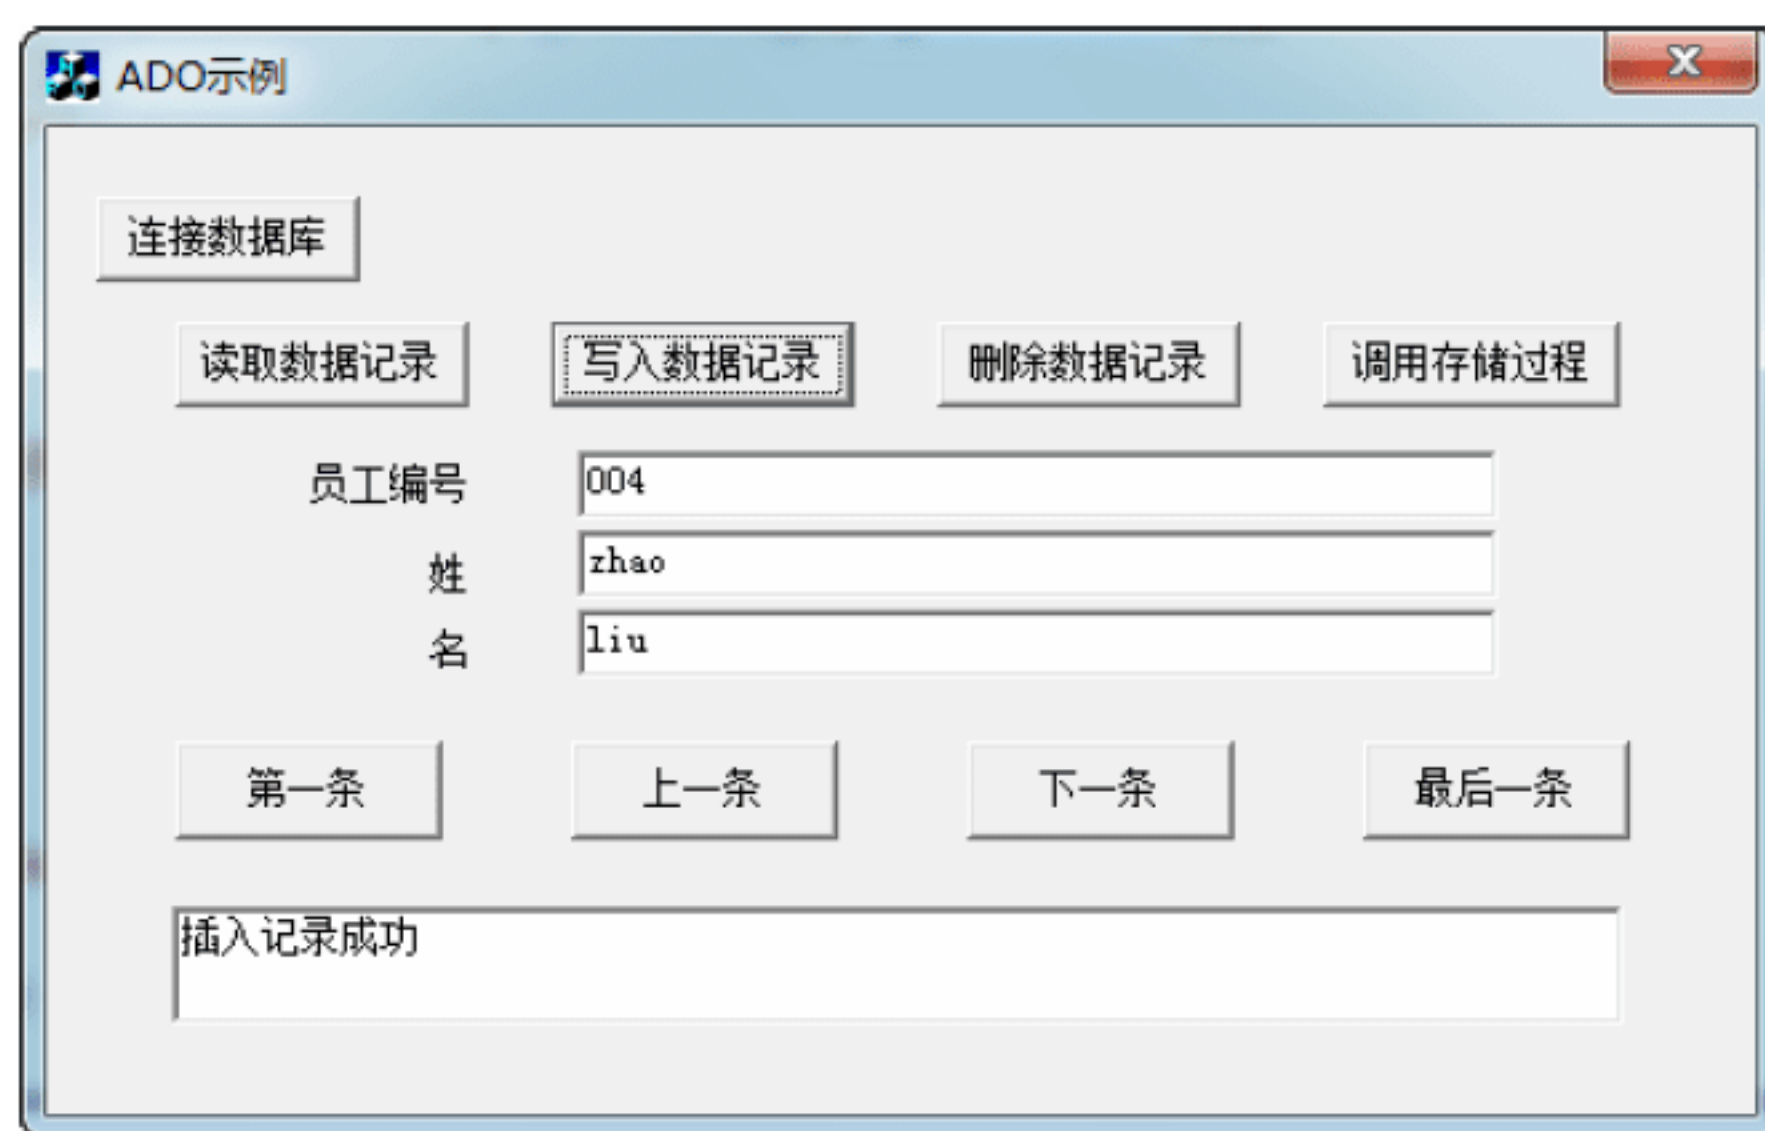 ADO示例
连接数据库
读取数据记录 写入数据记录 删除数据记录 调用存储过程
员工编号 004
姓 zhao
名 liu
第一条 上一条 下一条 最后一条
插入记录成功